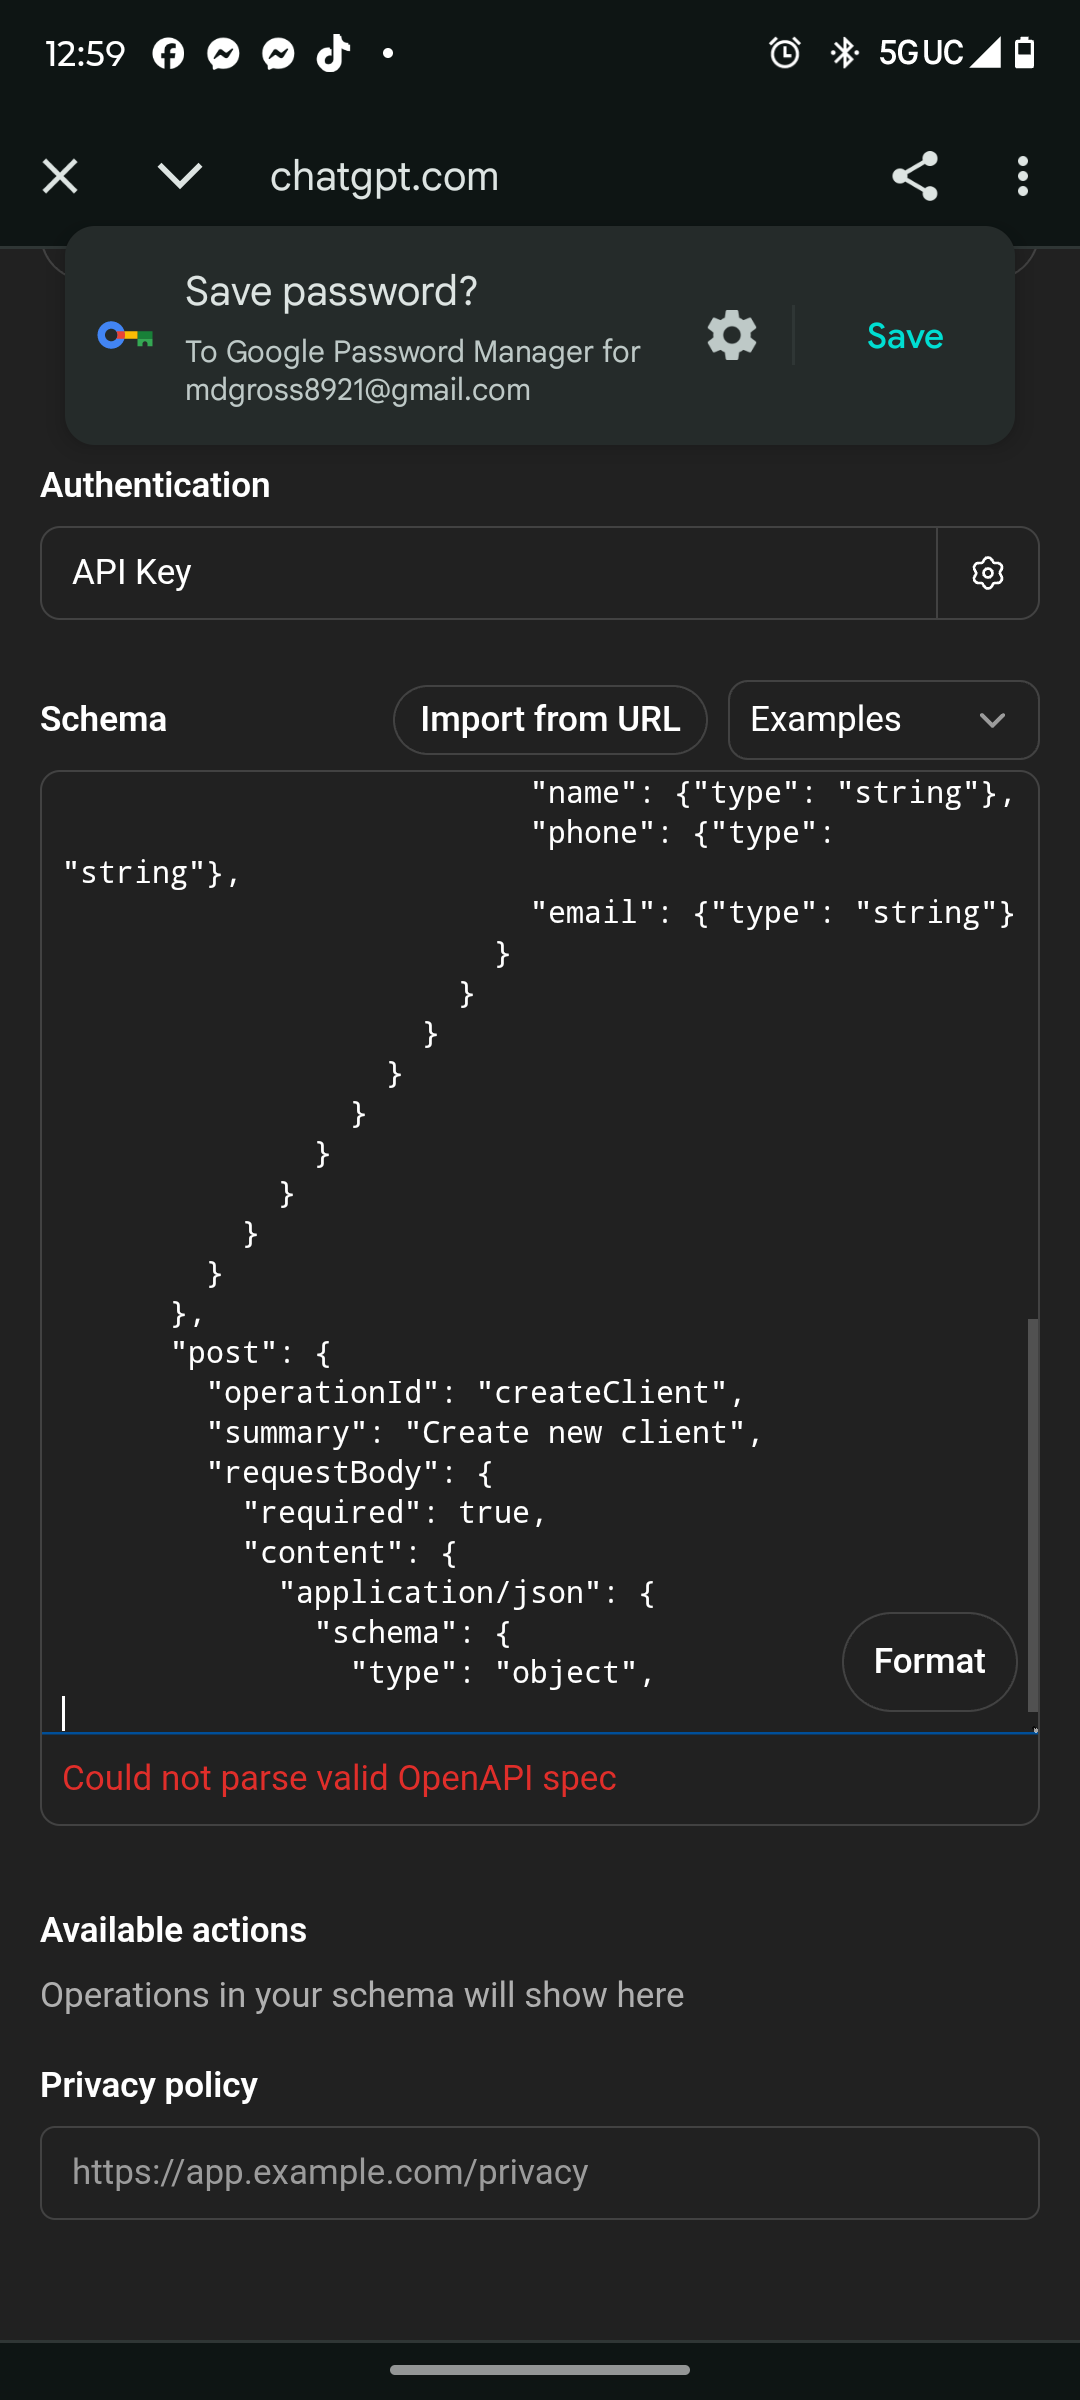 12:59
5G UC
chatgpt.com
Save password?
To Google Password Manager for
mdgross8921@gmail.com
Save
Authentication
API Key
Schema
Import from URL
Examples
"name": {"type": "string"},
"phone": {"type":
"string"},
"email": {"type": "string"}
}
}
}
}
}
}
}
}
}
},
"post": {
"operationId": "createClient",
"summary": "Create new client",
"requestBody": {
"required": true,
"content": {
"application/json": {
"schema": {
"type": "object",
Format
Could not parse valid OpenAPI spec
Available actions
Operations in your schema will show here
Privacy policy
https://app.example.com/privacy